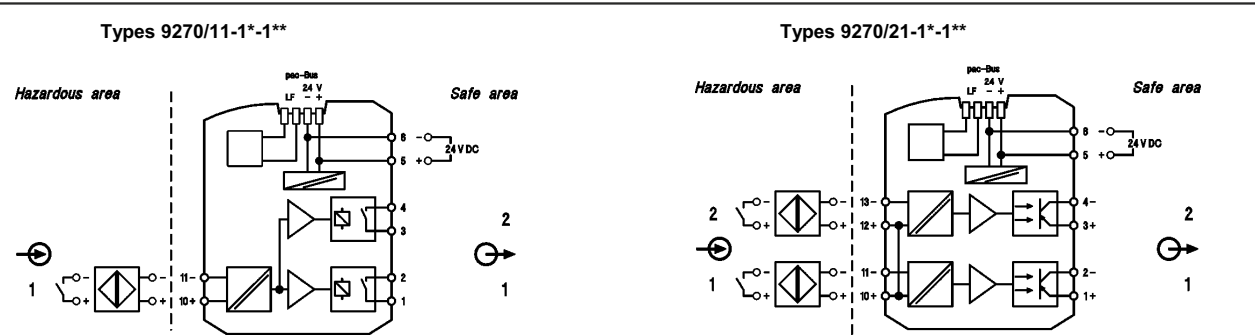 Types 9270/11-1*-1**
Hazardous area
pac-Bus
24 V
LF - +
Safe area
6 -
24 V DC
5 +
4
3
2
1
- -
+ +
11-
10+
2
1
1
Types 9270/21-1*-1**
Hazardous area
pac-Bus
24 V
LF - +
Safe area
6 -
24 V DC
5 +
2
- -
+ +
13-
12+
4-
3+
2
1
- -
+ +
11-
10+
2-
1+
1